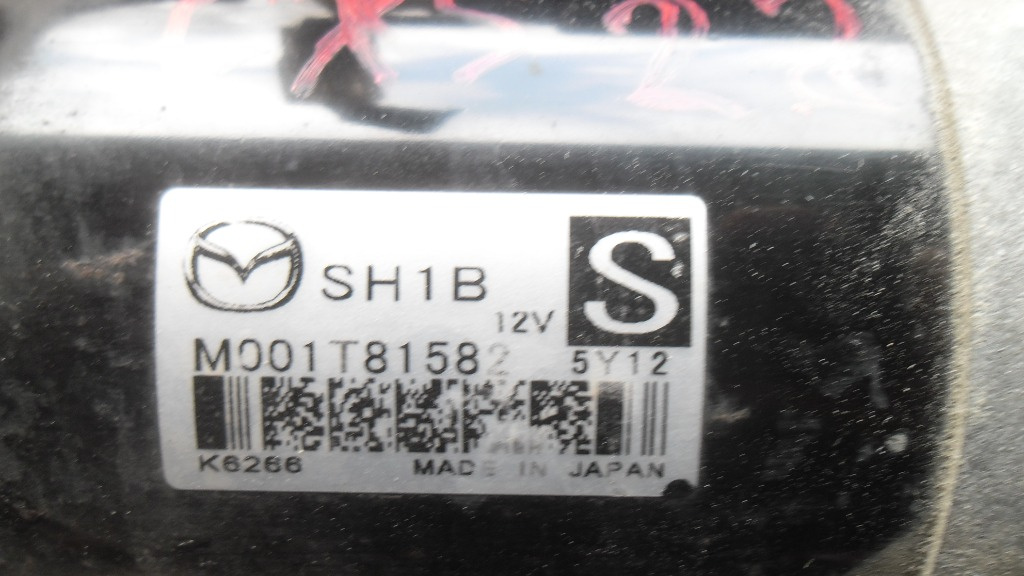 SH1B
S
12V
M001T81582 5Y12
K6266 MADE IN JAPAN